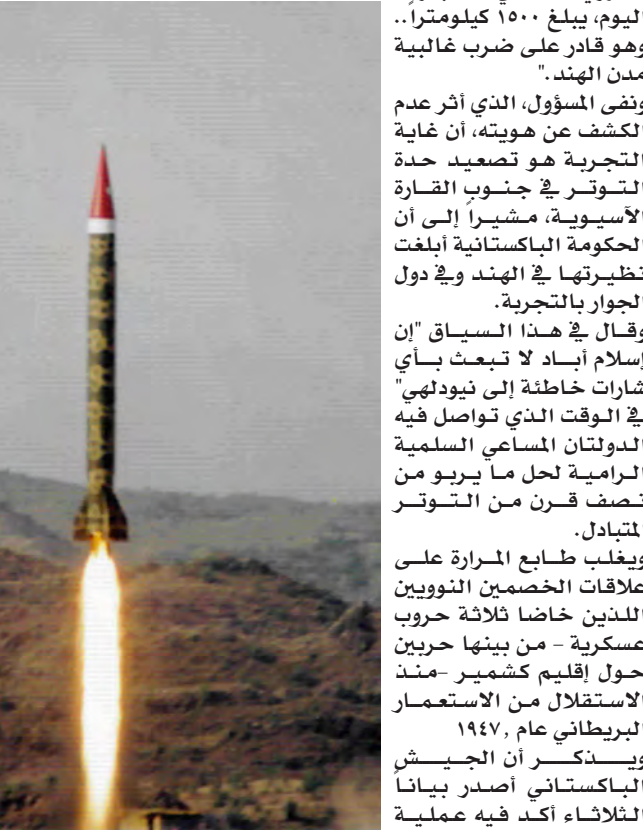 اليوم، يبلغ ١٥٠٠ كيلومتراً..
وهو قادر على ضرب غالبية
مدن الهند."
ونفى المسؤول، الذي أثر عدم
الكشف عن هويته، أن غاية
التجربة هو تصعيد حدة
التوتر في جنوب القارة
الآسيوية، مشيراً إلى أن
الحكومة الباكستانية أبلغت
نظيرتها في الهند وفي دول
الجوار بالتجربة.
وقال في هذا السياق "إن
إسلام أباد لا تبعث بأي
شارات خاطئة إلى نيودلهي"
في الوقت الذي تواصل فيه
الدولتان المساعي السلمية
الرامية لحل ما يربو من
نصف قرن من التوتر
لمتبادل.
ويغلب طابع المرارة على
علاقات الخصمين النوويين
اللذين خاضا ثلاثة حروب
عسكرية - من بينها حربين
حول إقليم كشمير -منذ
الاستقلال من الاستعمار
البريطاني عام ,١٩٤٧
ويذكر أن الجيش
الباكستاني أصدر بياناً
الثلاثاء أكد فيه عملية